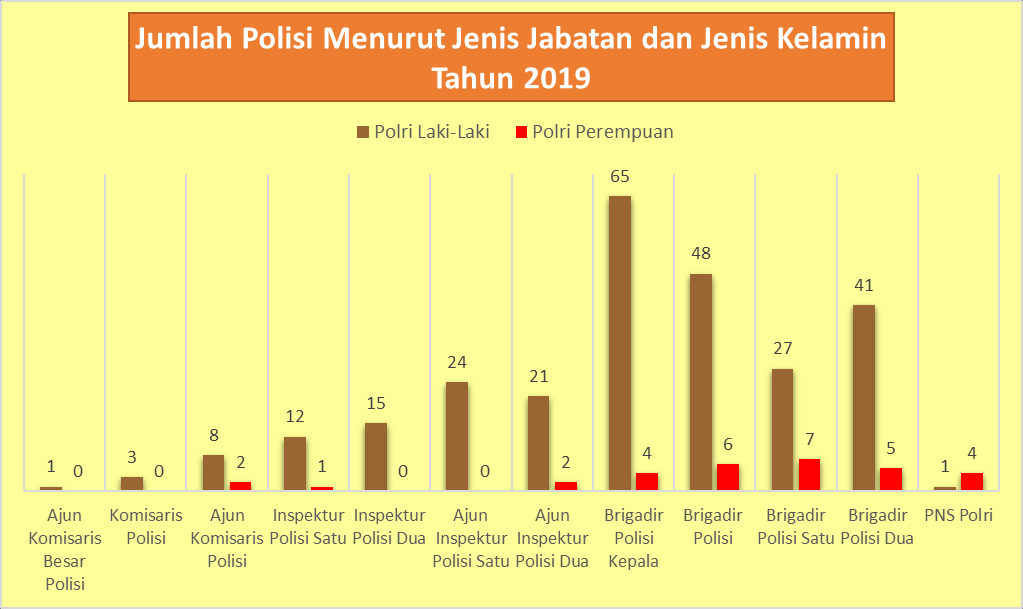 Jumlah Polisi Menurut Jenis Jabatan dan Jenis Kelamin
Tahun 2019
Polri Laki-Laki Polri Perempuan
1 0 3 0 8 2 12 1 15 0 24 0 21 2 65 4 48 6 27 7 41 5 1 4
Ajun
Komisaris
Besar
Polisi
Komisaris
Polisi
Ajun
Komisaris
Polisi
Inspektur
Polisi Satu
Inspektur
Polisi Dua
Ajun
Inspektur
Polisi Satu
Ajun
Inspektur
Polisi Dua
Brigadir
Polisi
Kepala
Brigadir
Polisi
Brigadir
Polisi Satu
Brigadir
Polisi Dua
PNS Polri